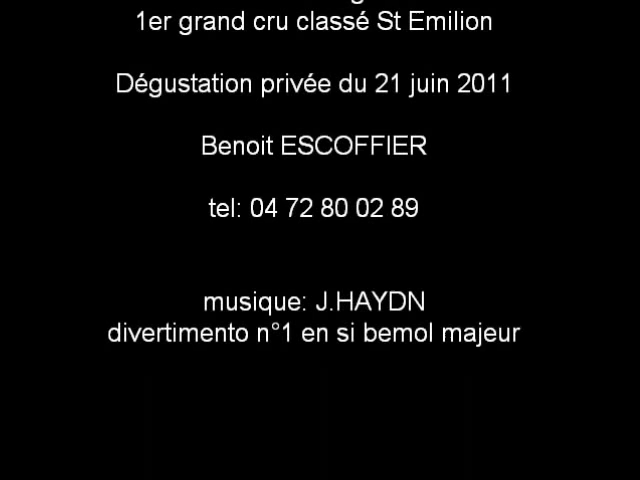 1er grand cru classé St Emilion
Dégustation privée du 21 juin 2011
Benoit ESCOFFIER
tel: 04 72 80 02 89
musique: J.HAYDN
divertimento n°1 en si bemol majeur